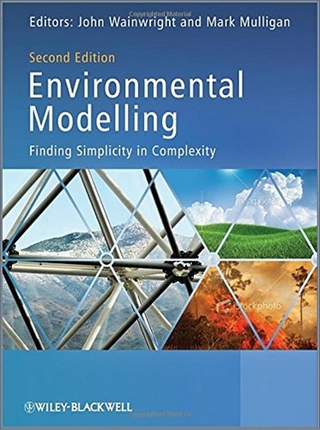 Editors: John Wainwright and Mark Mulligan
Second Edition
Environmental
Modelling
Finding Simplicity in Complexity
iStockphoto
WILEY-BLACKWELL